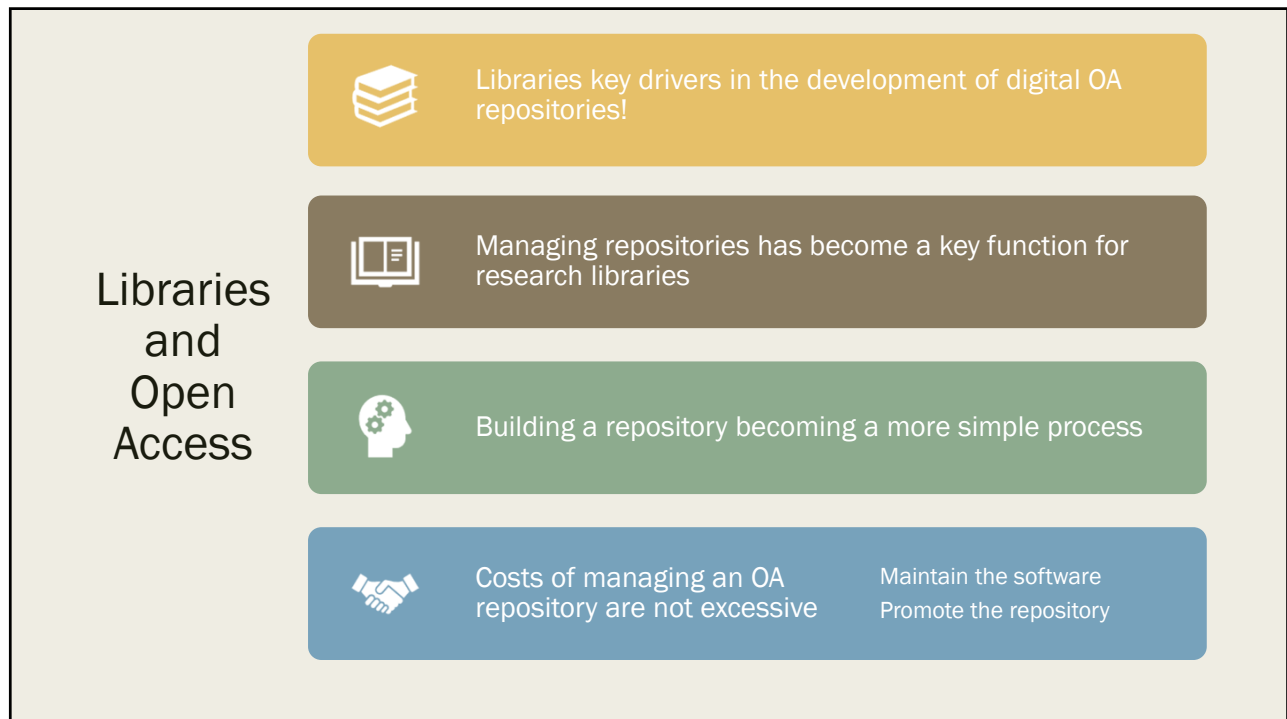 Libraries
and
Open
Access
Libraries key drivers in the development of digital OA
repositories!
Managing repositories has become a key function for
research libraries
Building a repository becoming a more simple process
Costs of managing an OA
repository are not excessive
Maintain the software
Promote the repository